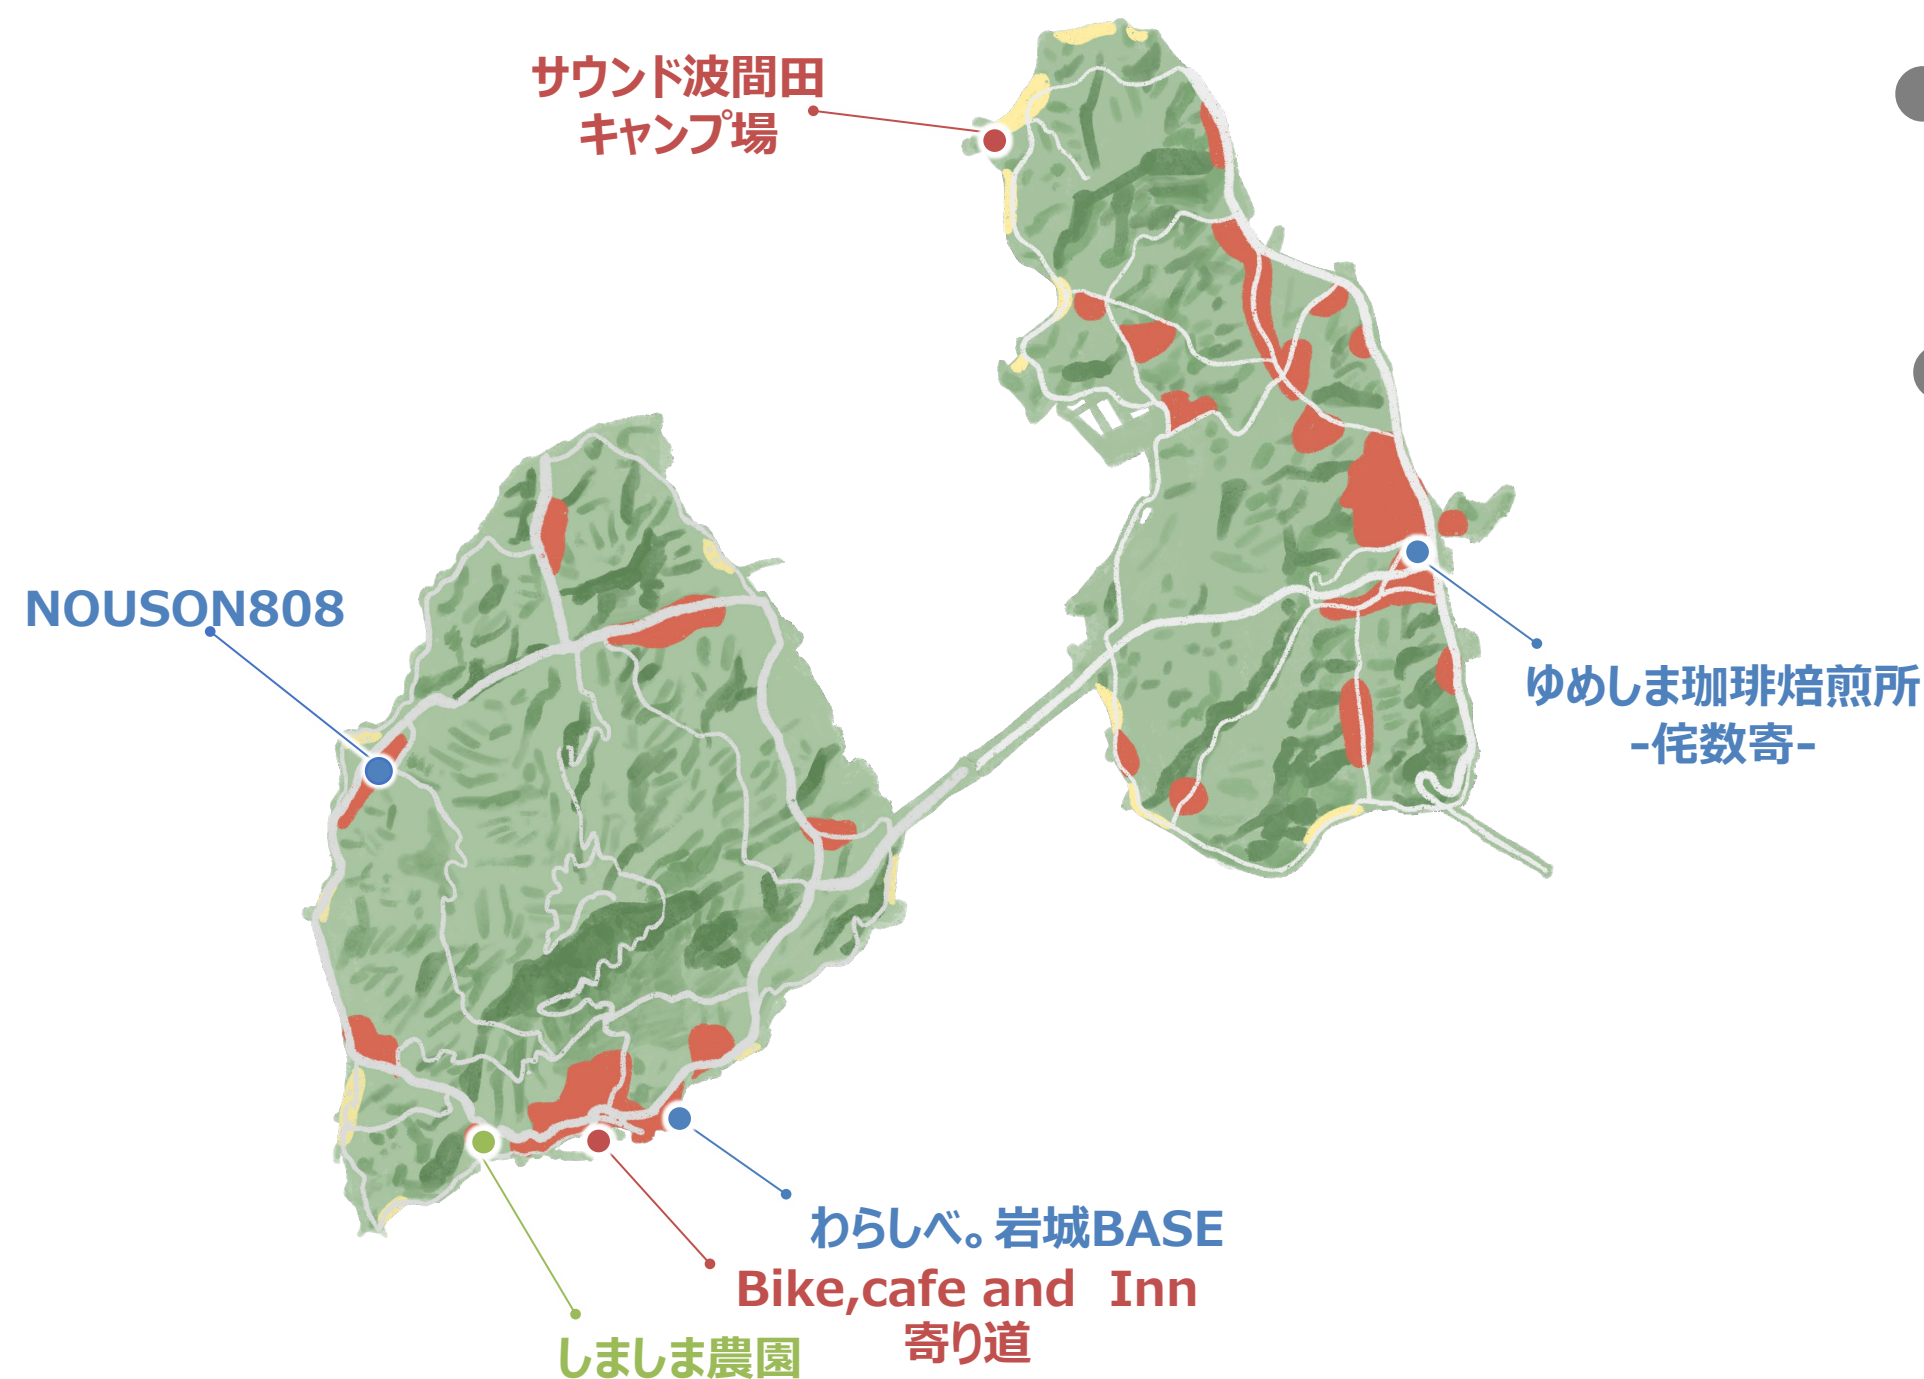 サウンド波間田
キャンプ場
NOUSON808
ゆめしま珈琲焙煎所
-侘数寄-
わらしべ。岩城BASE
Bike,cafe and Inn
寄り道
しましま農園